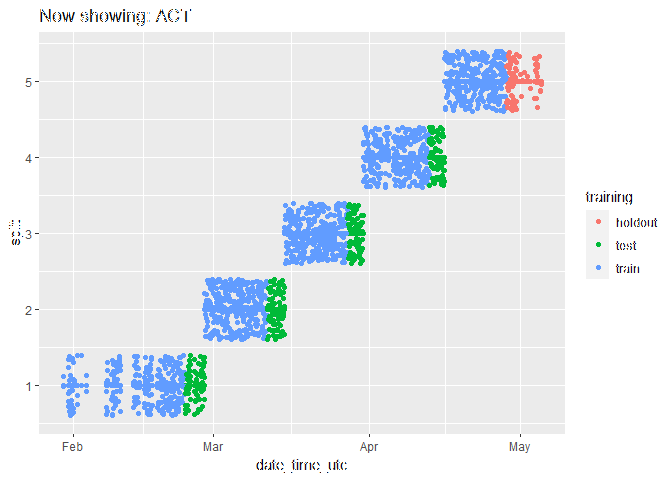 Now showing: ACT
5
4
3
2
1
split
Feb
Mar
Apr
May
date_time_utc
training
holdout
test
train